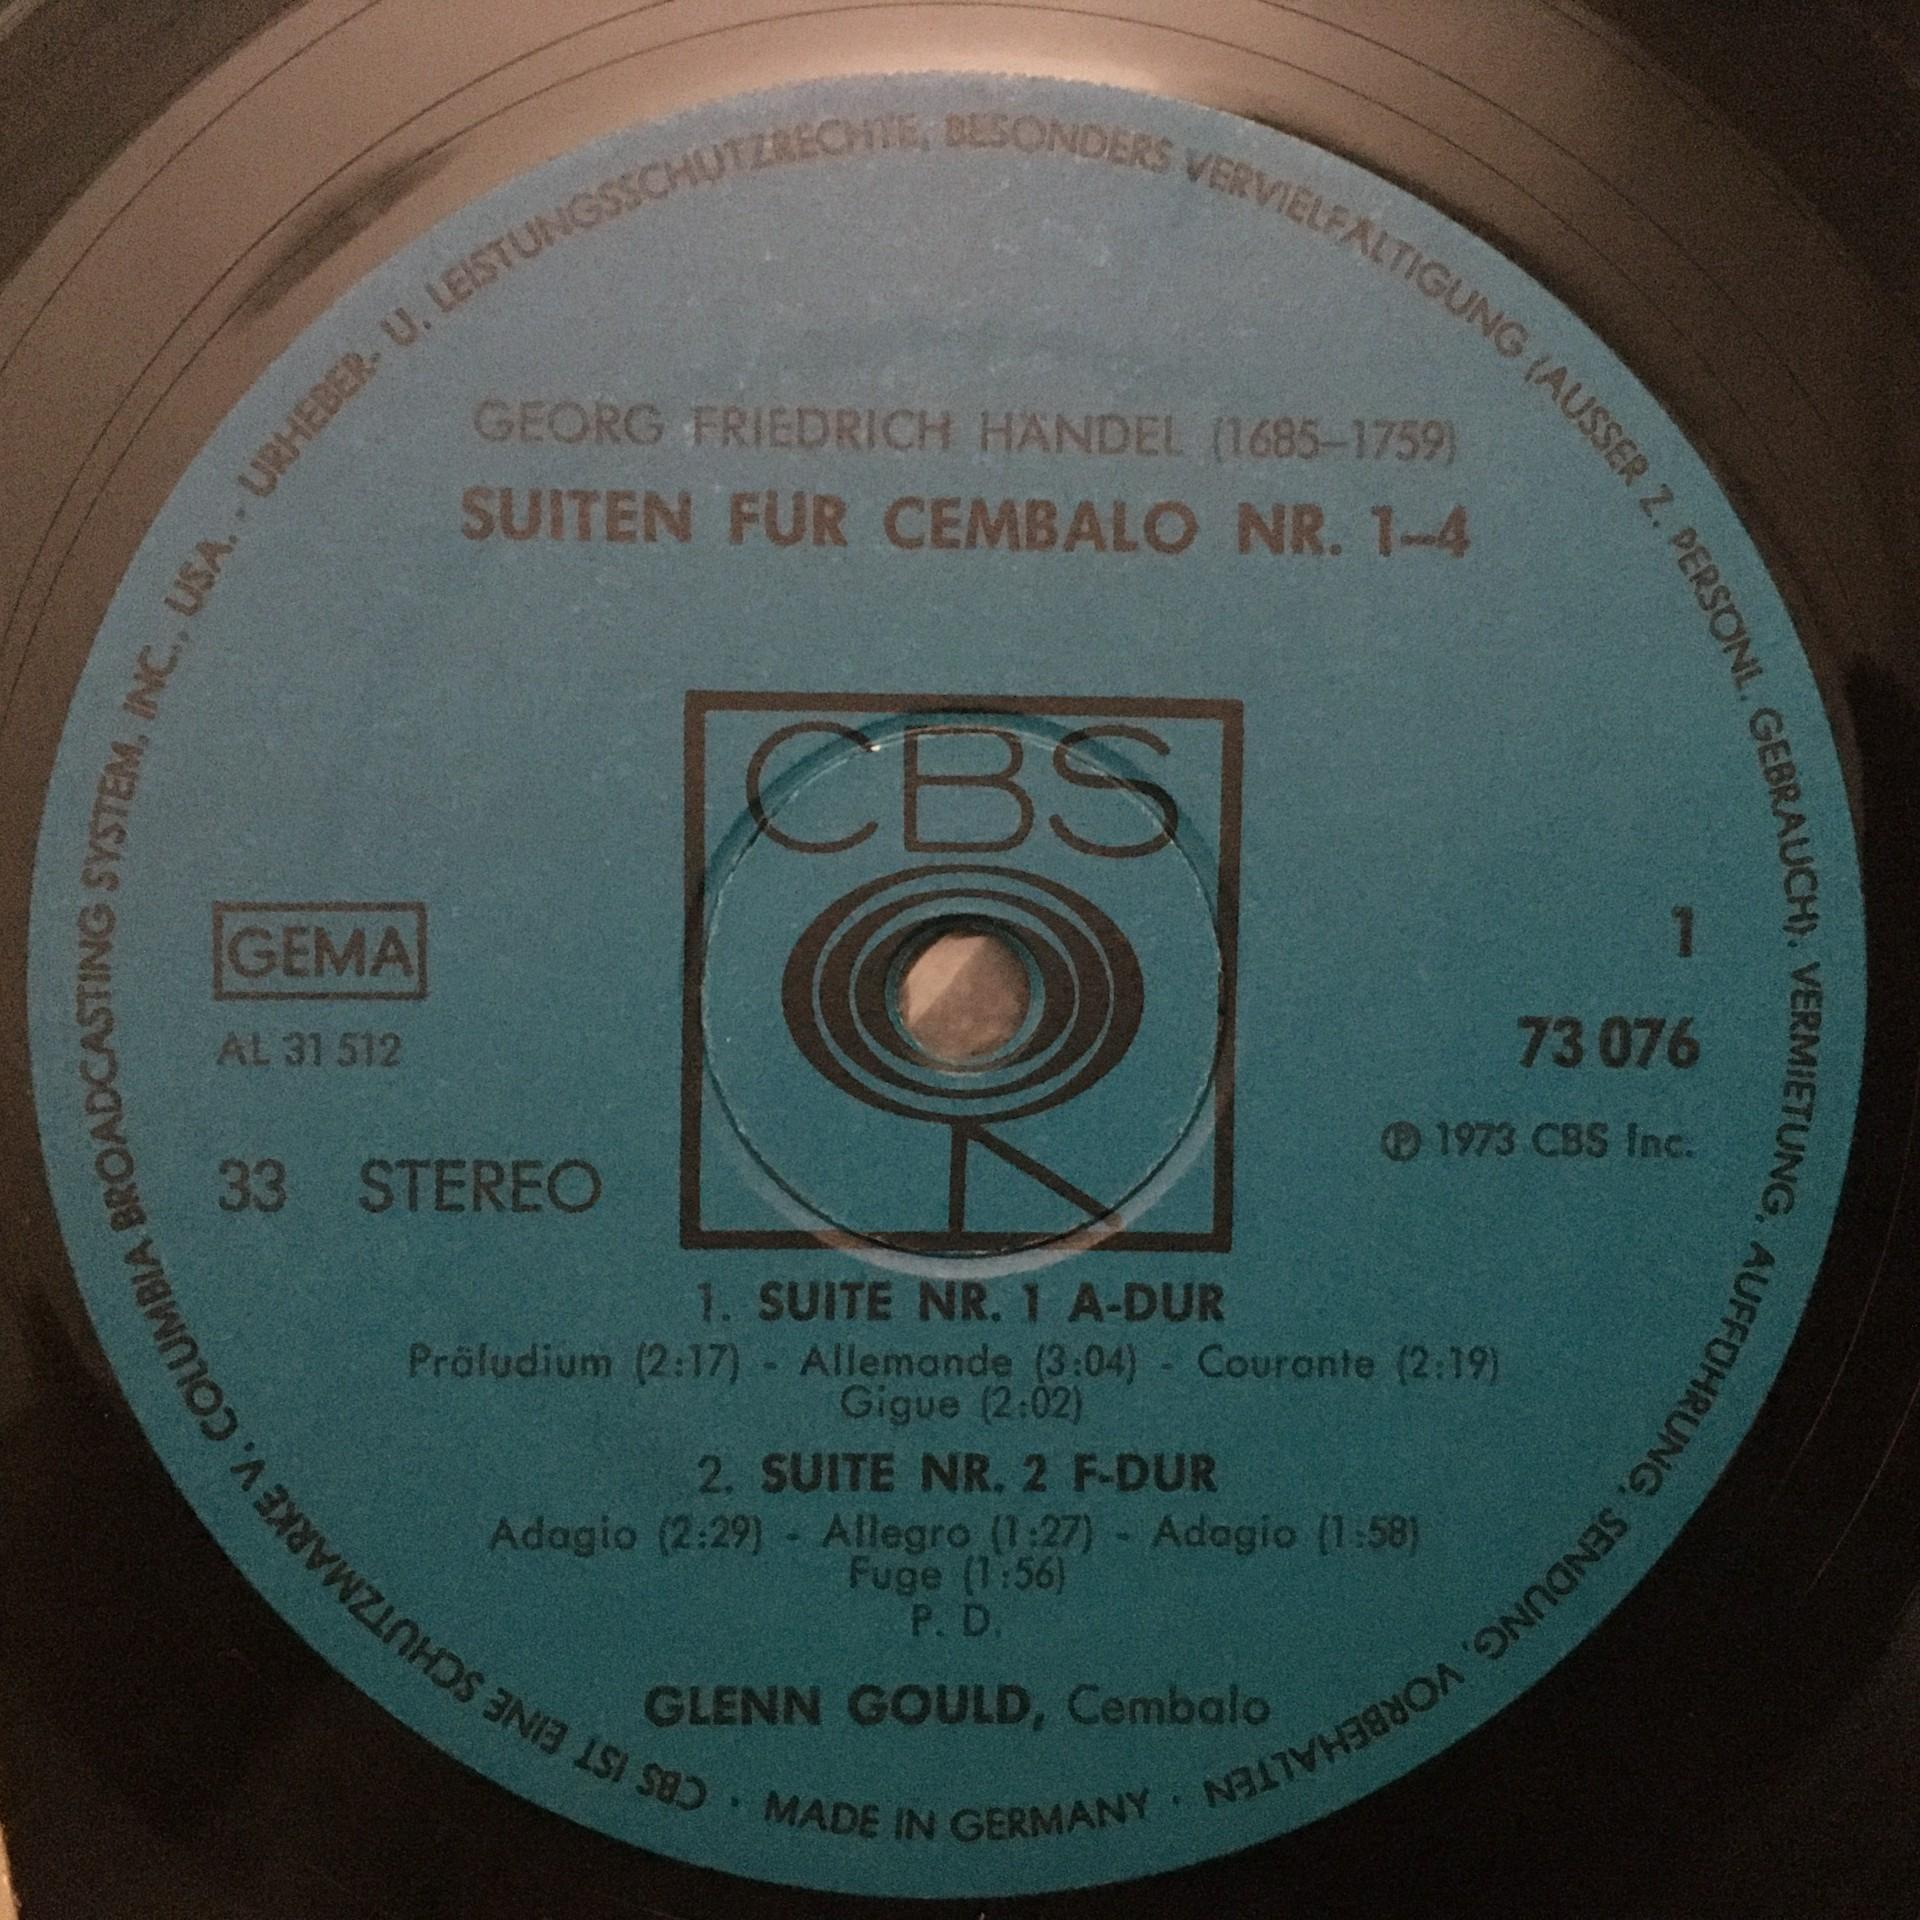 GEORG FRIEDRICH HÄNDEL (1685–1759)
SUITEN FÜR CEMBALO NR. 1–4
CBS
GEMA
AL 31 512
33 STEREO
1
73 076
℗ 1973 CBS Inc.
1. SUITE NR. 1 A-DUR
Präludium (2:17) - Allemande (3:04) - Courante (2:19)
Gigue (2:02)
2. SUITE NR. 2 F-DUR
Adagio (2:29) - Allegro (1:27) - Adagio (1:58)
Fuge (1:56)
P. D.
GLENN GOULD, Cembalo
CBS IST EINE SCHUTZMARKE V. COLUMBIA BROADCASTING SYSTEM, INC., USA. - URHEBER- U. LEISTUNGSSCHUTZRECHTE, BESONDERS VERVIELFÄLTIGUNG (AUSSER Z. PERSÖNL. GEBRAUCH), VERMIETUNG, AUFFÜHRUNG, SENDUNG, VORBEHALTEN · MADE IN GERMANY ·